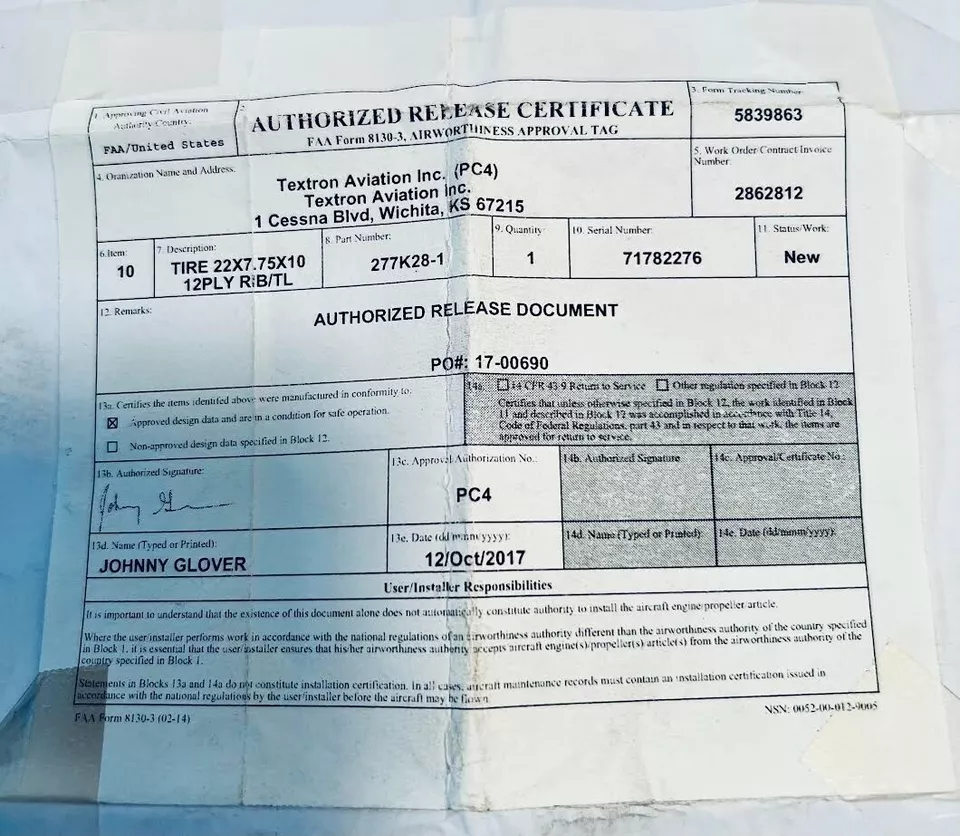 1. Approving Civil Aviation
Authority/Country:
FAA/United States
2.
AUTHORIZED RELEASE CERTIFICATE
FAA Form 8130-3, AIRWORTHINESS APPROVAL TAG
3. Form Tracking Number:
5839863
4. Oranization Name and Address:
Textron Aviation Inc. (PC4)
Textron Aviation Inc.
1 Cessna Blvd, Wichita, KS 67215
5. Work Order/Contract/Invoice
Number:
2862812
6.Item:
10
7. Description:
TIRE 22X7.75X10
12PLY RIB/TL
8. Part Number:
277K28-1
9. Quantity:
1
10. Serial Number:
71782276
11. Status/Work:
New
12. Remarks:
AUTHORIZED RELEASE DOCUMENT
PO#: 17-00690
13a. Certifies the items identifed above were manufactured in conformity to:
☒ Approved design data and are in a condition for safe operation.
☐ Non-approved design data specified in Block 12.
14a. ☐ 14 CFR 43.9 Return to Service ☐ Other regulation specified in Block 12
Certifies that unless otherwise specified in Block 12, the work identified in Block
11 and described in Block 12 was accomplished in accordance with Title 14,
Code of Federal Regulations, part 43 and in respect to that work, the items are
approved for return to service.
13b. Authorized Signature:
Johnny
13c. Approval/Authorization No.:
PC4
14b. Authorized Signature
14c. Approval/Certificate No.:
13d. Name (Typed or Printed):
JOHNNY GLOVER
13e. Date (dd/mmm/yyyy):
12/Oct/2017
14d. Name (Typed or Printed):
14e. Date (dd/mmm/yyyy):
User/Installer Responsibilities
It is important to understand that the existence of this document alone does not automatically constitute authority to install the aircraft engine/propeller/article.
Where the user/installer performs work in accordance with the national regulations of an airworthiness authority different than the airworthiness authority of the country specified
in Block 1, it is essential that the user/installer ensures that his/her airworthiness authority accepts aircraft engine(s)/propeller(s)/article(s) from the airworthiness authority of the
country specified in Block 1.
Statements in Blocks 13a and 14a do not constitute installation certification. In all cases, aircraft maintenance records must contain an installation certification issued in
accordance with the national regulations by the user/installer before the aircraft may be flown.
FAA Form 8130-3 (02-14)
NSN: 0052-00-012-9005